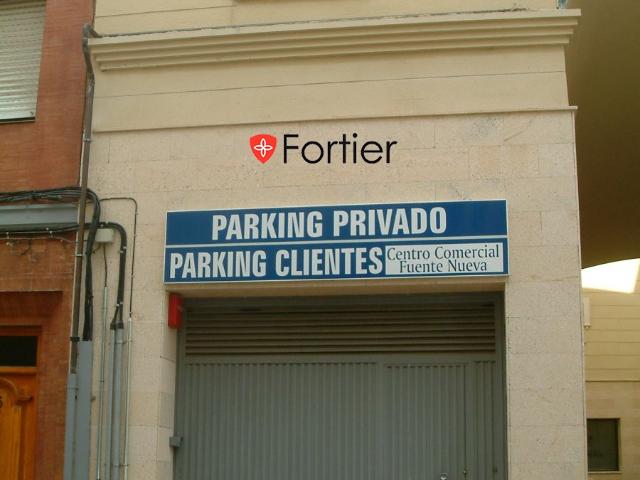 Fortier
PARKING PRIVADO
PARKING CLIENTES
Centro Comercial
Fuente Nueva